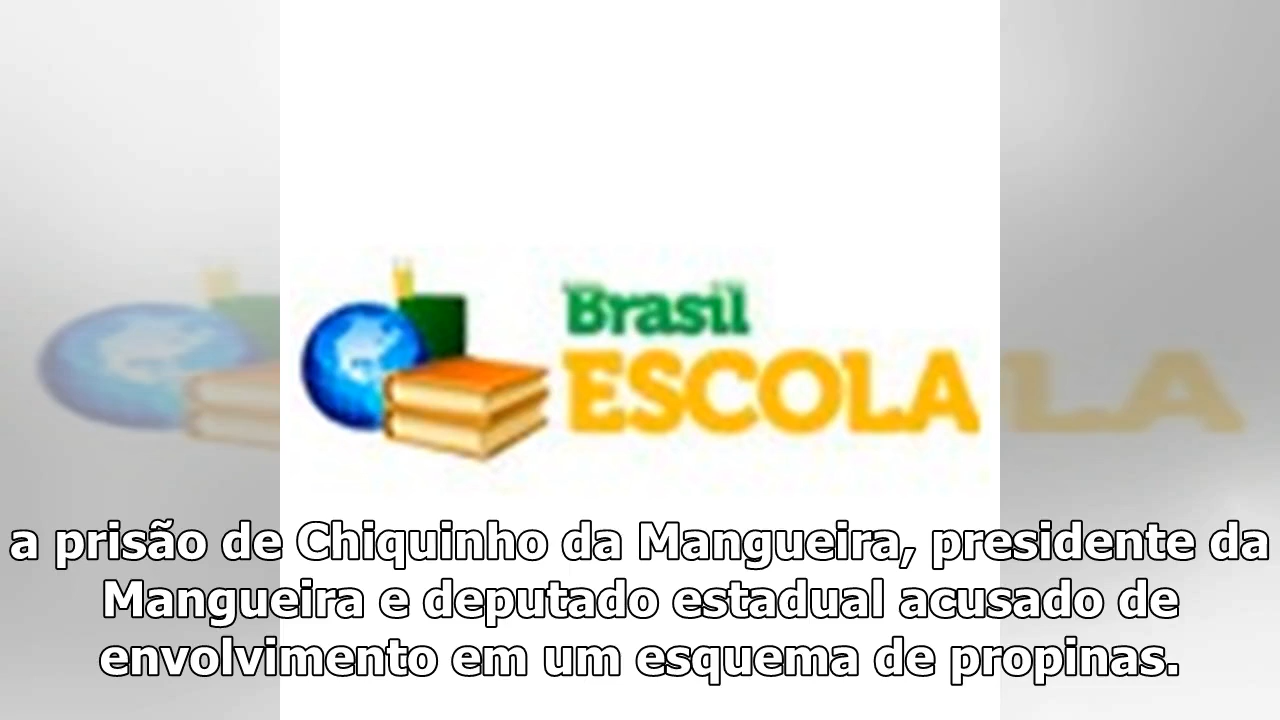 Brasil
ESCOLA
LA
a prisão de Chiquinho da Mangueira, presidente da
Mangueira e deputado estadual acusado de
envolvimento em um esquema de propinas.